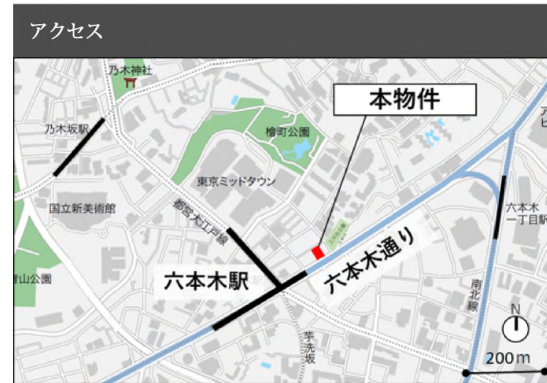 アクセス
乃木神社
本物件
乃木坂駅
檜町公園
東京ミッドタウン
国立新美術館
都営大江戸線
六本木
一丁目駅
六本木通り
六本木駅
青山公園
南北線
芋洗坂
N
200m